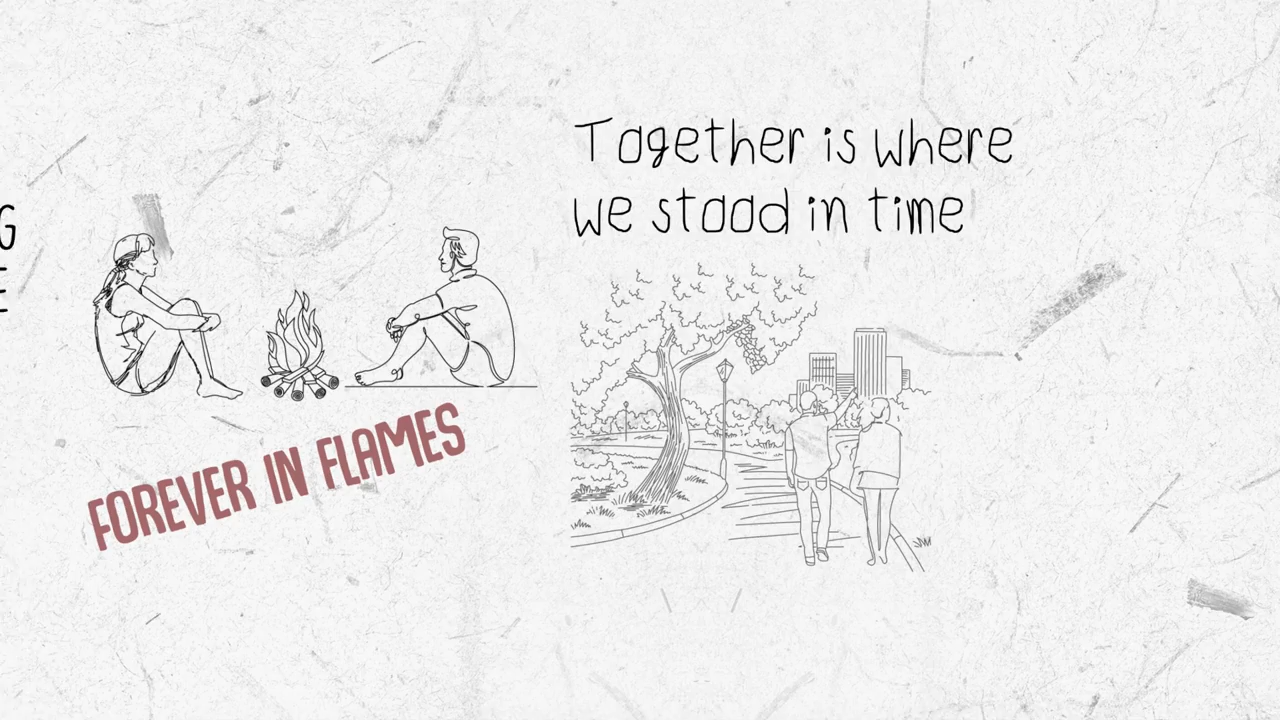 G
E
FOREVER IN FLAMES
Together is where
we stood in time